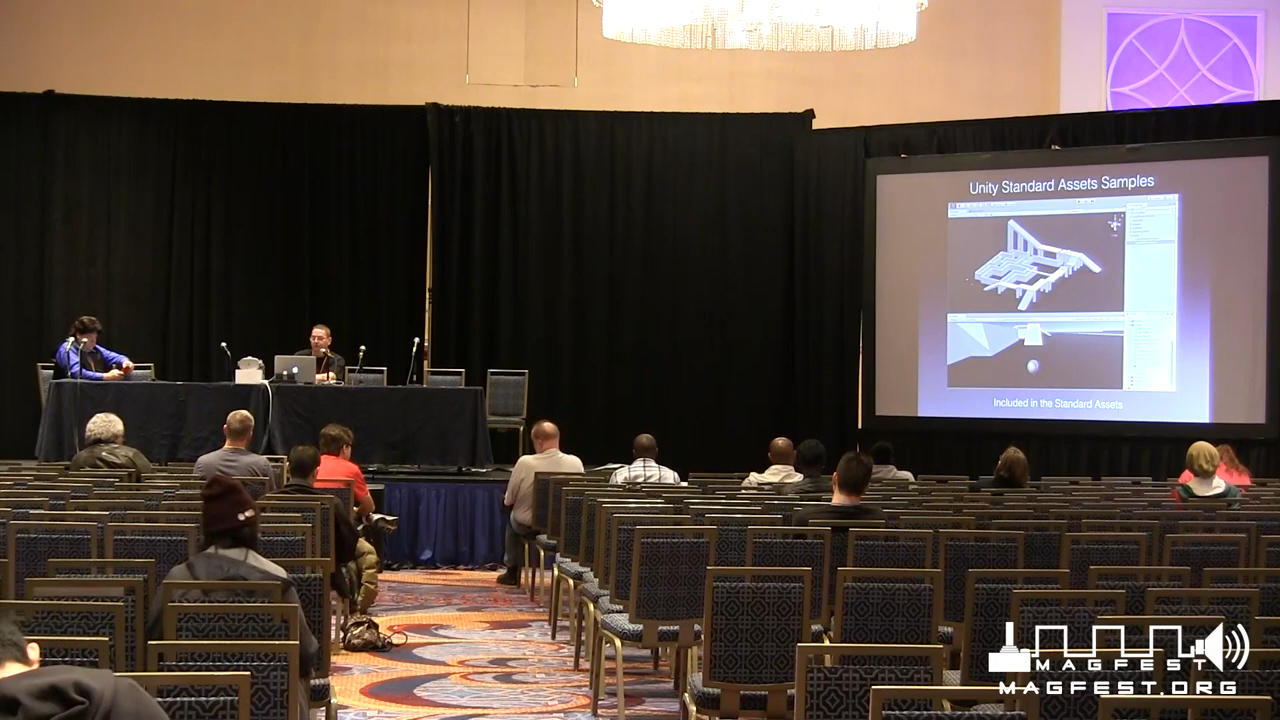 Unity Standard Assets Samples
Included in the Standard Assets
MAGFEST
MAGFEST.ORG